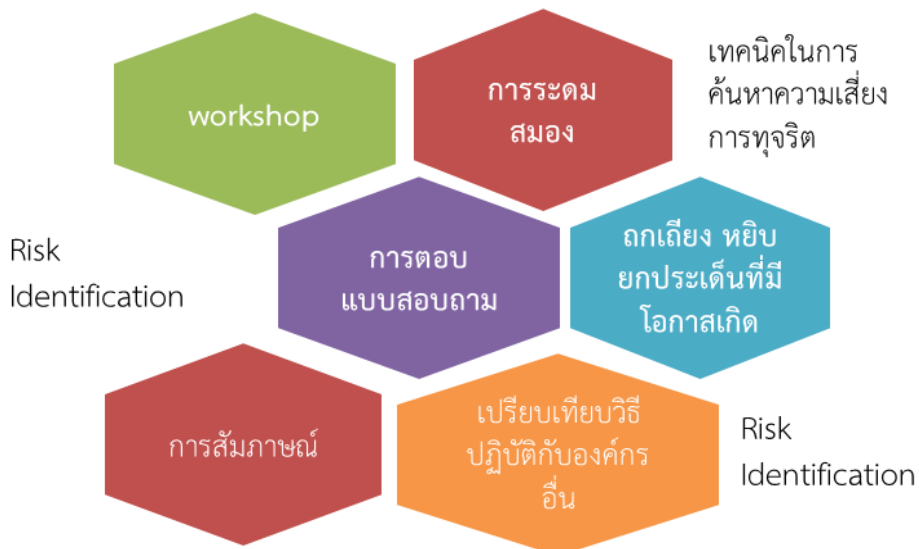 workshop
การระดม
สมอง
เทคนิคในการ
ค้นหาความเสี่ยง
การทุจริต
Risk
Identification
การตอบ
แบบสอบถาม
ถกเถียง หยิบ
ยกประเด็นที่มี
โอกาสเกิด
การสัมภาษณ์
เปรียบเทียบวิธี
ปฏิบัติกับองค์กร
อื่น
Risk
Identification